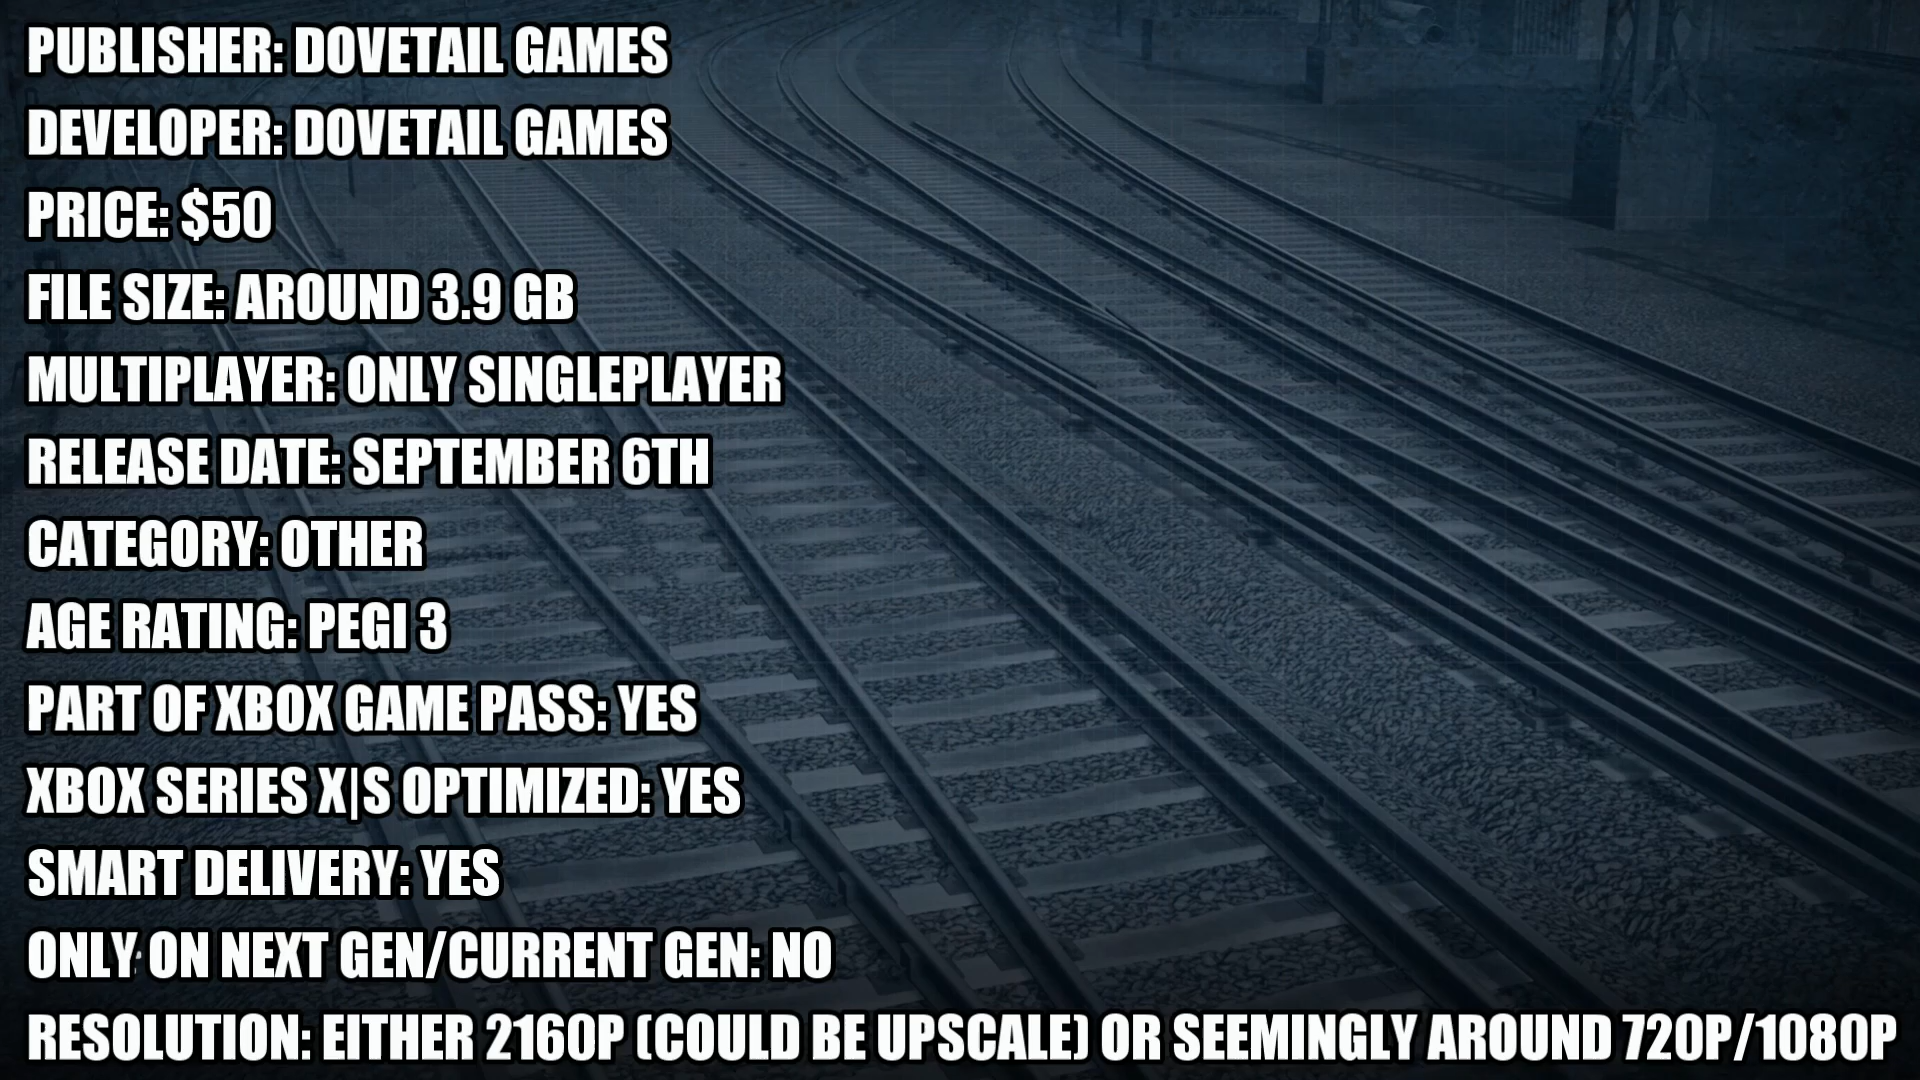 PUBLISHER: DOVETAIL GAMES
DEVELOPER: DOVETAIL GAMES
PRICE: $50
FILE SIZE: AROUND 3.9 GB
MULTIPLAYER: ONLY SINGLEPLAYER
RELEASE DATE: SEPTEMBER 6TH
CATEGORY: OTHER
AGE RATING: PEGI 3
PART OF XBOX GAME PASS: YES
XBOX SERIES X|S OPTIMIZED: YES
SMART DELIVERY: YES
ONLY ON NEXT GEN/CURRENT GEN: NO
RESOLUTION: EITHER 2160P (COULD BE UPSCALE) OR SEEMINGLY AROUND 720P/1080P